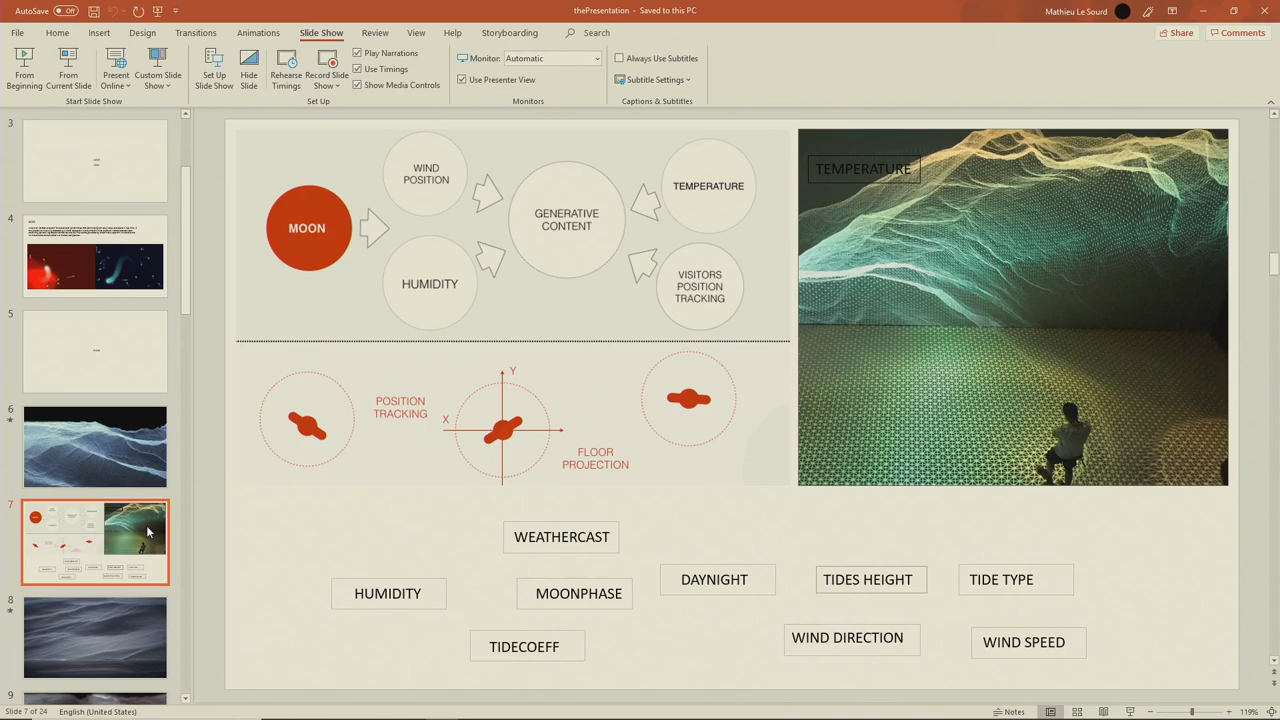 AutoSave Off
thePresentation - Saved to this PC
Mathieu Le Sourd
File Home Insert Design Transitions Animations Slide Show Review View Help Storyboarding Search
Share Comments
From Beginning
From Current Slide
Present Online
Custom Slide Show
Start Slide Show
Set Up Slide Show
Hide Slide
Rehearse Timings
Record Slide Show
Play Narrations
Use Timings
Show Media Controls
Set Up
Monitor: Automatic
Use Presenter View
Monitors
Always Use Subtitles
Subtitle Settings
Captions & Subtitles
3
4
5
6
7
8
9
MOON
WIND
POSITION
HUMIDITY
GENERATIVE
CONTENT
TEMPERATURE
VISITORS
POSITION
TRACKING
TEMPERATURE
POSITION
TRACKING
Y
X
FLOOR
PROJECTION
WEATHERCAST
HUMIDITY
MOONPHASE
DAYNIGHT
TIDES HEIGHT
TIDE TYPE
TIDECOEFF
WIND DIRECTION
WIND SPEED
Slide 7 of 24 English (United States)
Notes
119%